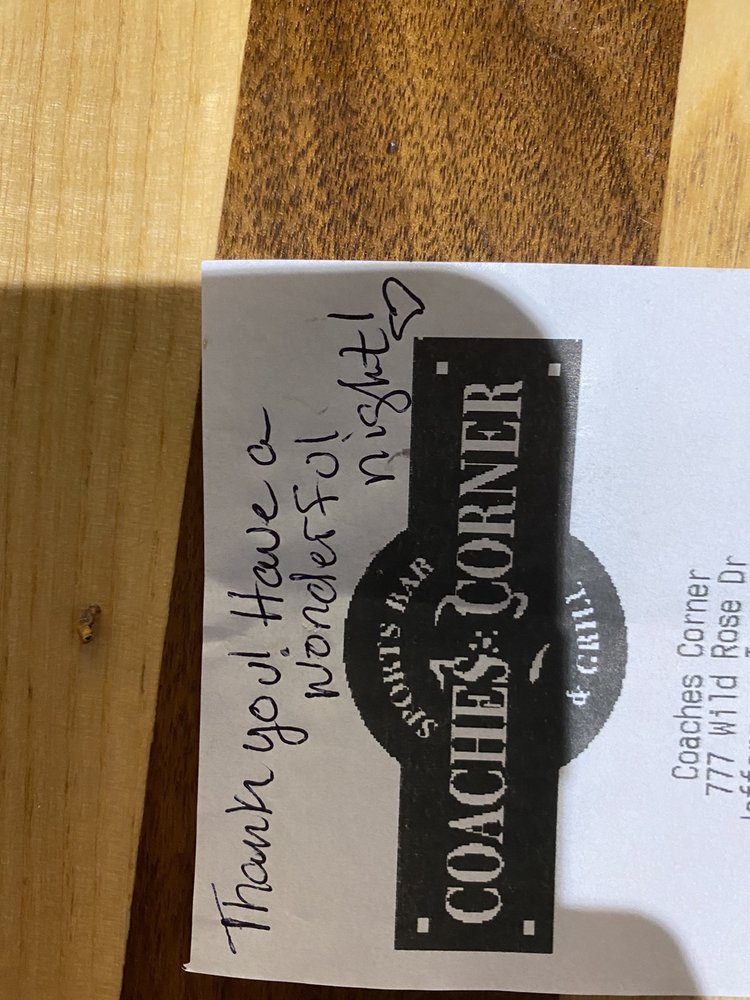 Thank you! Have a
wonderful
night!
SPORTS BAR
COACHES CORNER
& GRILL
Coaches Corner
777 Wild Rose Dr